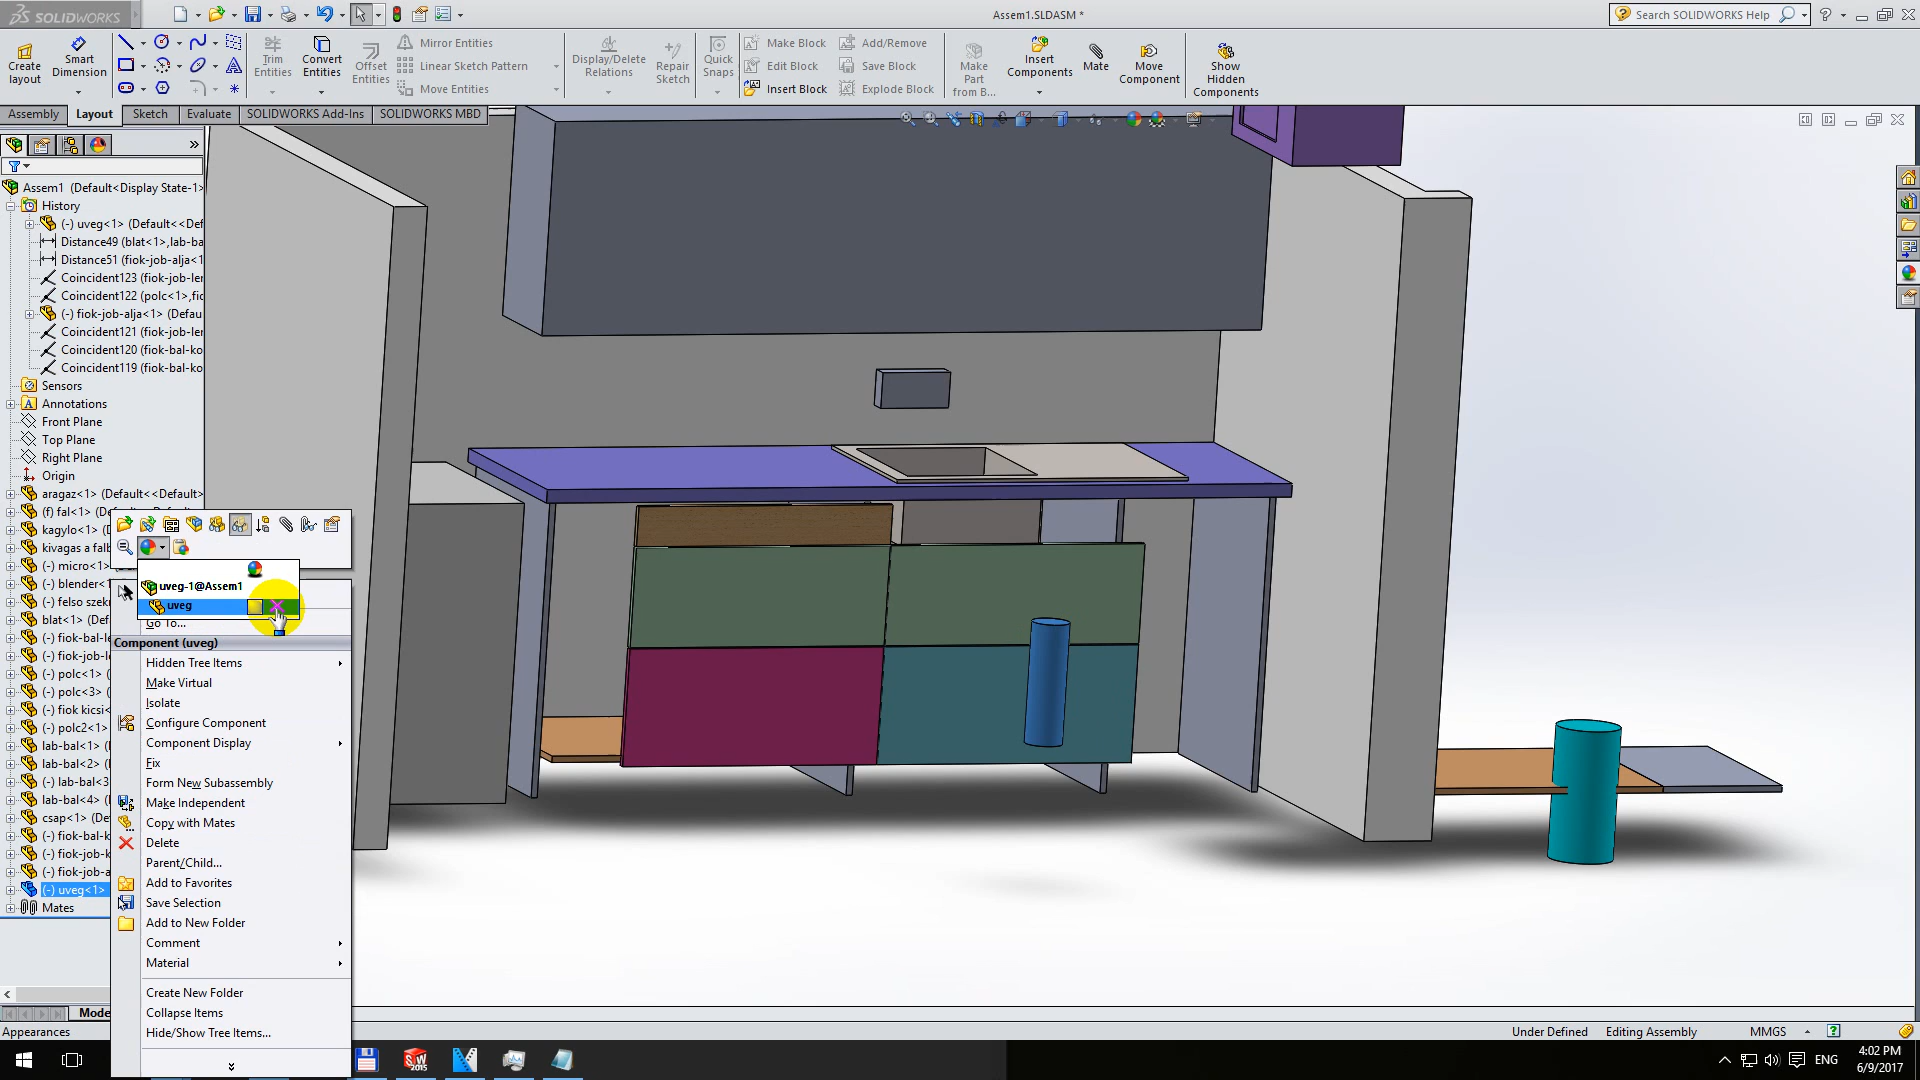 SOLIDWORKS
Assem1.SLDASM *
Search SOLIDWORKS Help
Create layout
Smart Dimension
Trim Entities
Convert Entities
Offset Entities
Mirror Entities
Linear Sketch Pattern
Move Entities
Display/Delete Relations
Repair Sketch
Quick Snaps
Make Block
Edit Block
Insert Block
Add/Remove
Save Block
Explode Block
Make Part from B...
Insert Components
Mate
Move Component
Show Hidden Components
Assembly
Layout
Sketch
Evaluate
SOLIDWORKS Add-Ins
SOLIDWORKS MBD
Assem1 (Default<Display State-1>
History
(-) uveg<1> (Default<<Def
Distance49 (blat<1>,lab-ba
Distance51 (fiok-job-alja<1
Coincident123 (fiok-job-ler
Coincident122 (polc<1>,fic
(-) fiok-job-alja<1> (Defau
Coincident121 (fiok-job-ler
Coincident120 (fiok-bal-ko
Coincident119 (fiok-bal-ko
Sensors
Annotations
Front Plane
Top Plane
Right Plane
Origin
aragaz<1> (Default<<Default>
(f) fal<1> (
kagylo<1> (
kivagas a falb
(-) micro<1> (
(-) blender<1
(-) felso szekr
blat<1> (Defa
(-) fiok-bal-le
(-) fiok-job-le
(-) polc<1> (
(-) polc<3> (
(-) fiok kicsi<
(-) polc2<1>
lab-bal<1> (
lab-bal<2> (
(-) lab-bal<3
lab-bal<4> (
csap<1> (De
(-) fiok-bal-k
(-) fiok-job-k
(-) fiok-job-a
(-) uveg<1>
Mates
uveg-1@Assem1
uveg
Go To...
Component (uveg)
Hidden Tree Items
Make Virtual
Isolate
Configure Component
Component Display
Fix
Form New Subassembly
Make Independent
Copy with Mates
Delete
Parent/Child...
Add to Favorites
Save Selection
Add to New Folder
Comment
Material
Create New Folder
Collapse Items
Hide/Show Tree Items...
Mode
Appearances
Under Defined
Editing Assembly
MMGS
ENG
4:02 PM
6/9/2017